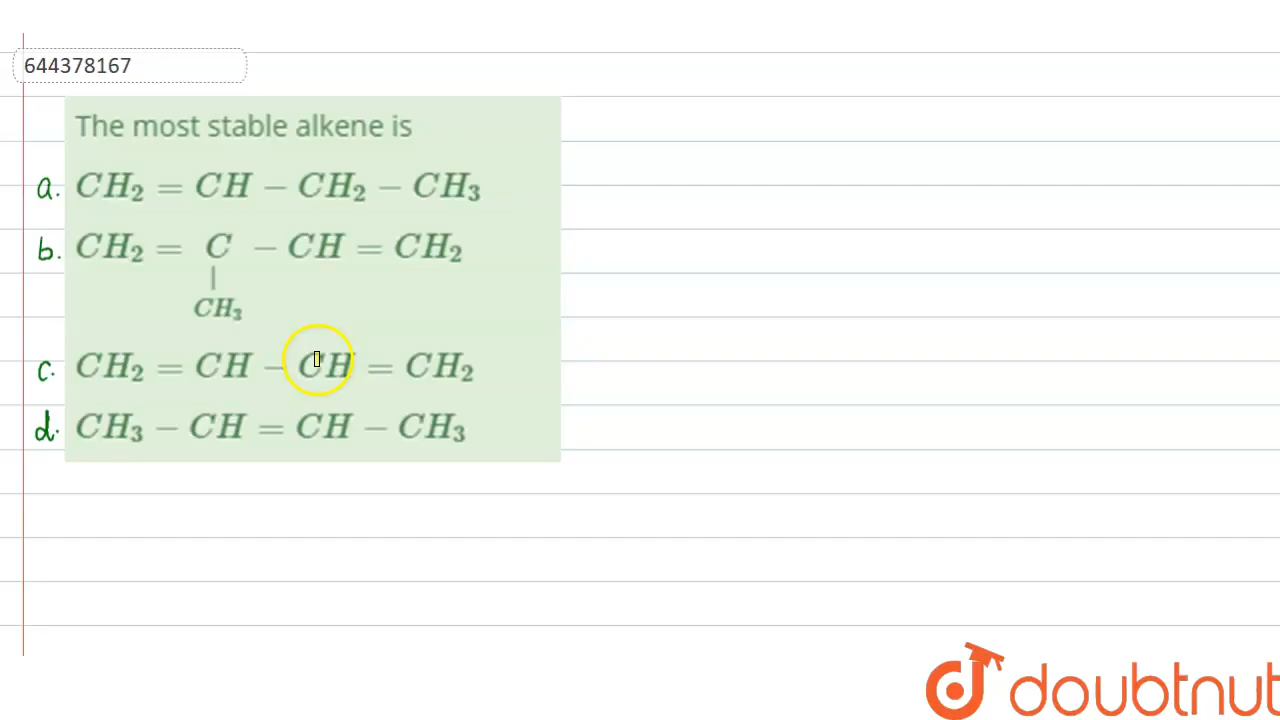 644378167
The most stable alkene is
a. CH₂ = CH − CH₂ − CH₃
b. CH₂ = C − CH = CH₂
|
CH₃
c. CH₂ = CH − CH = CH₂
d. CH₃ − CH = CH − CH₃
doubtnut